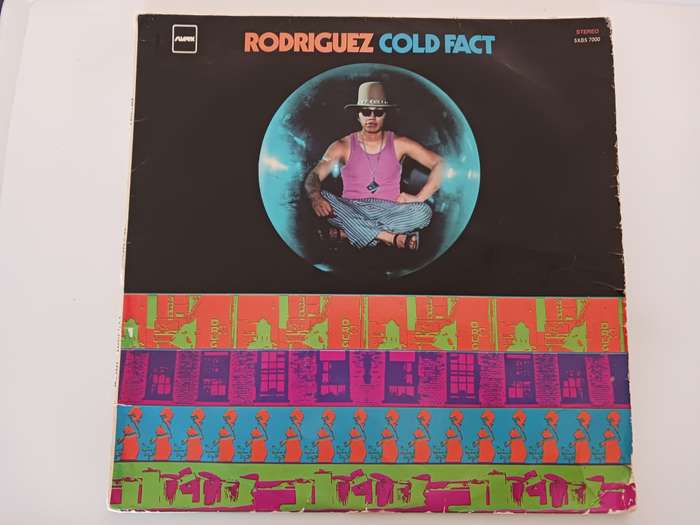 RODRIGUEZ COLD FACT
STEREO
SXBS 7000